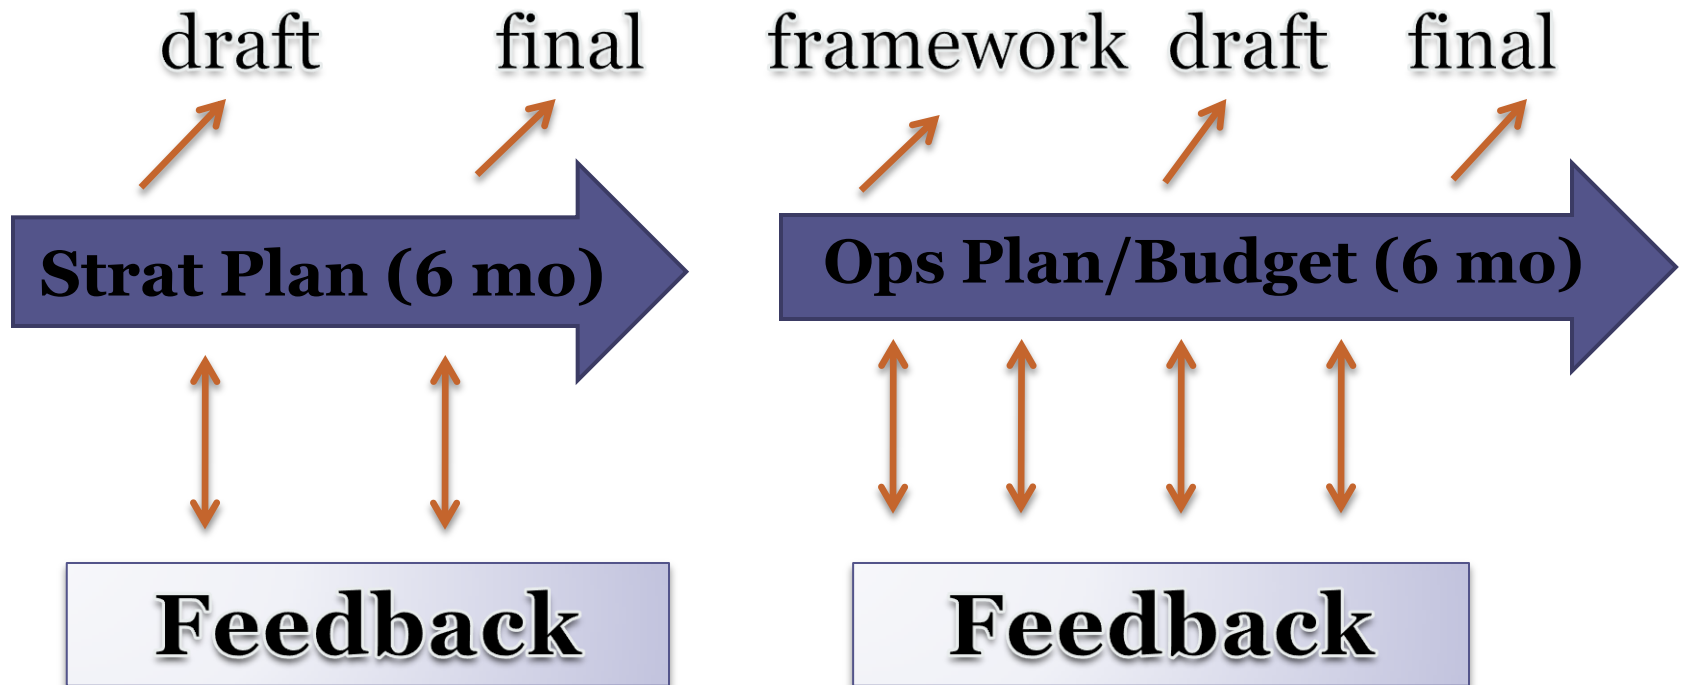 draft final framework draft final
Strat Plan (6 mo) Ops Plan/Budget (6 mo)
Feedback Feedback